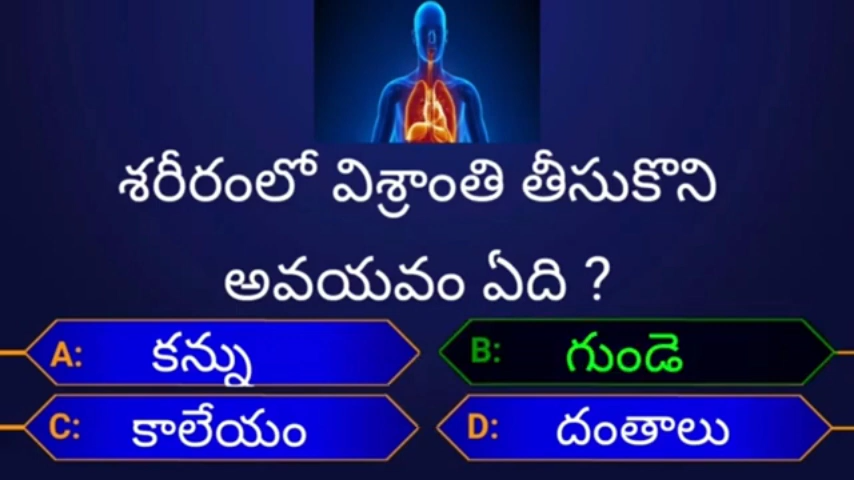 శరీరంలో విశ్రాంతి తీసుకొని
అవయవం ఏది ?
A: కన్ను
B: గుండె
C: కాలేయం
D: దంతాలు